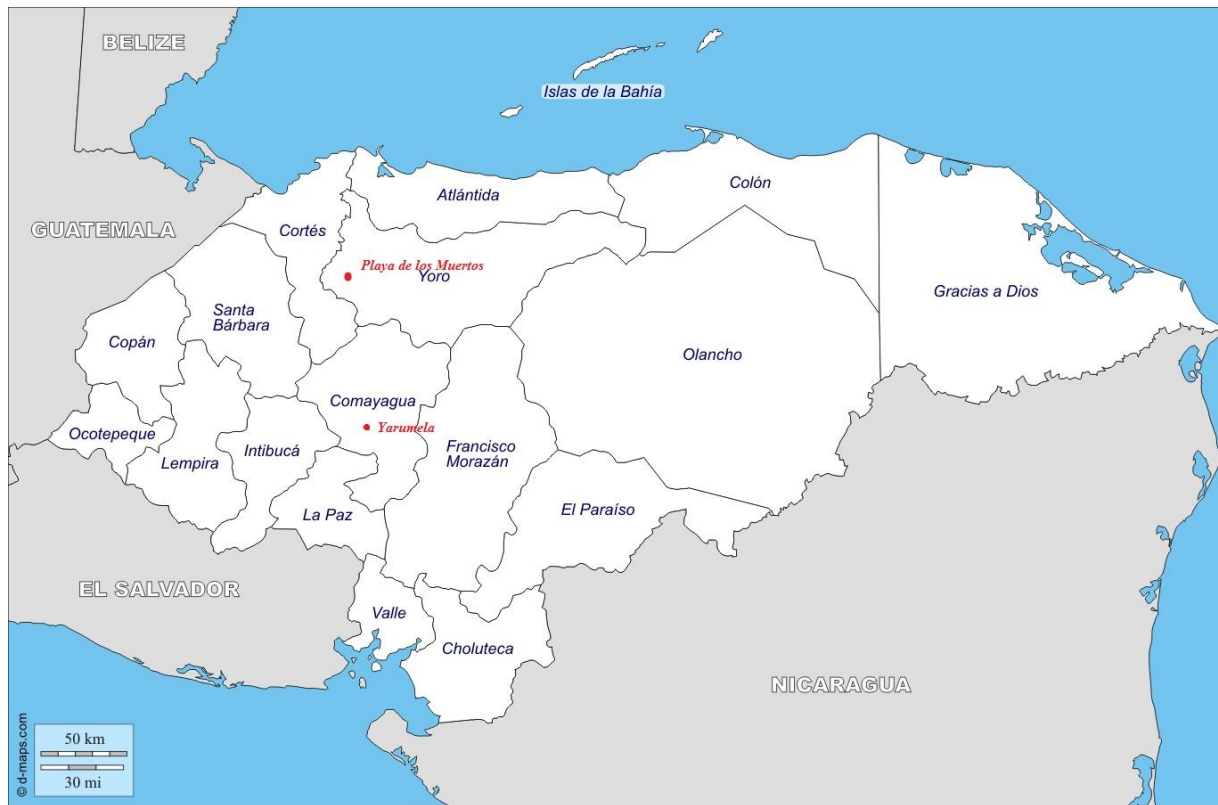 BELIZE
Islas de la Bahía
Atlántida
Colón
GUATEMALA
Cortés
Playa de los Muertos
Yoro
Gracias a Dios
Santa
Bárbara
Copán
Olancho
Comayagua
Yarumela
Ocotepeque
Intibucá
Francisco
Morazán
Lempira
La Paz
El Paraíso
EL SALVADOR
Valle
Choluteca
NICARAGUA
50 km
30 mi
© d-maps.com